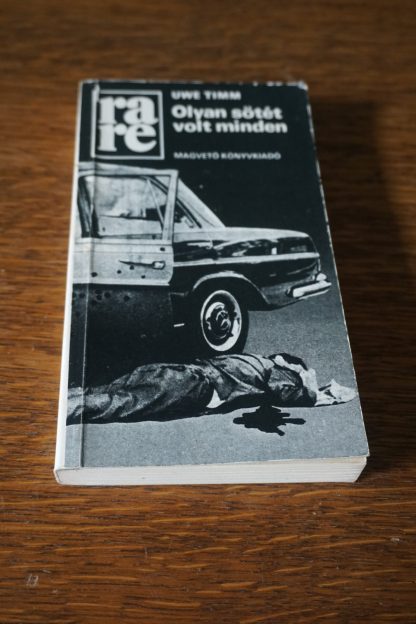 ra
re
UWE TIMM
Olyan sötét
volt minden
MAGVETŐ KÖNYVKIADÓ